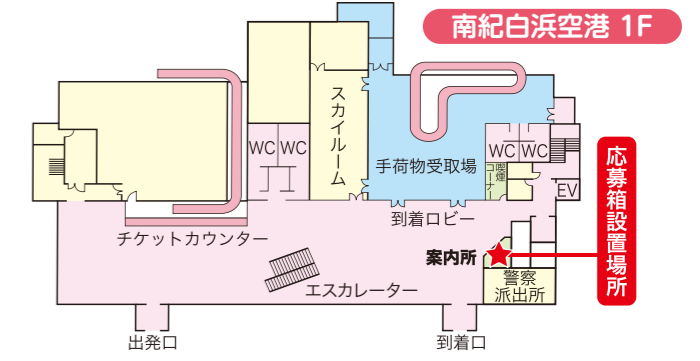 南紀白浜空港 1F
スカイルーム
WC
WC
手荷物受取場
WC
WC
喫煙
コーナー
EV
応募箱設置場所
到着ロビー
チケットカウンター
案内所
警察
派出所
エスカレーター
出発口
到着口